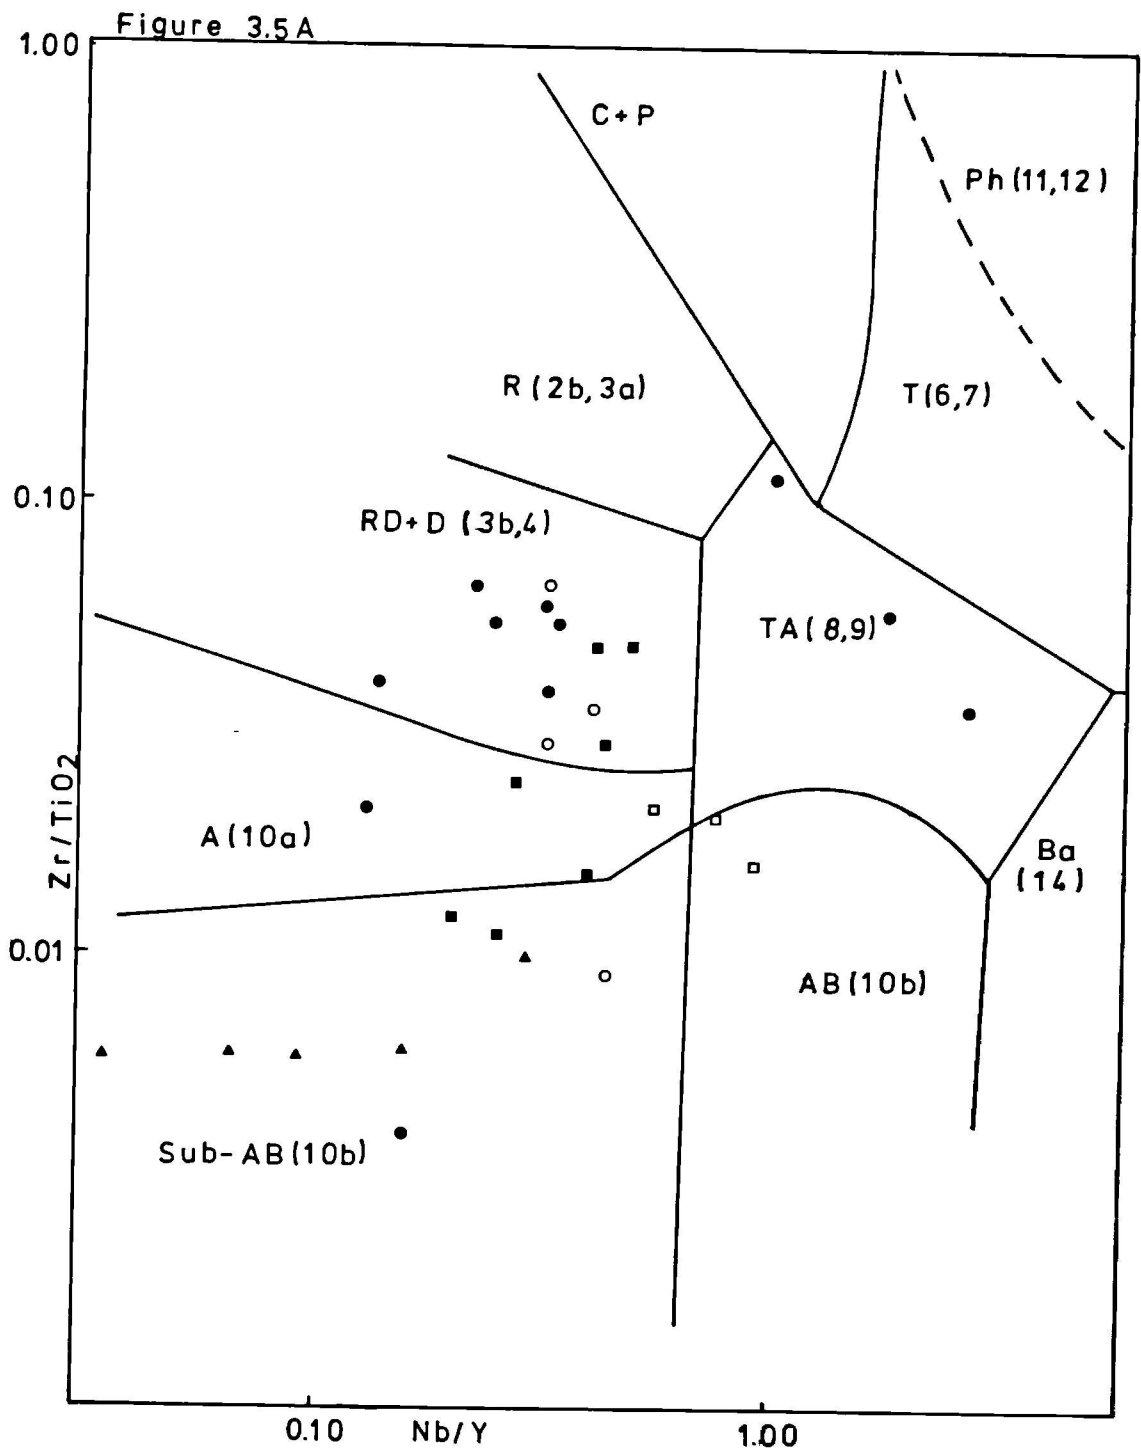 Figure 3.5A
1.00
C+P
Ph(11,12)
R(2b,3a)
T(6,7)
0.10
RD+D (3b,4)
TA(8,9)
Zr/TiO2
A(10a)
Ba
(14)
0.01
AB(10b)
Sub-AB(10b)
0.10
Nb/Y
1.00